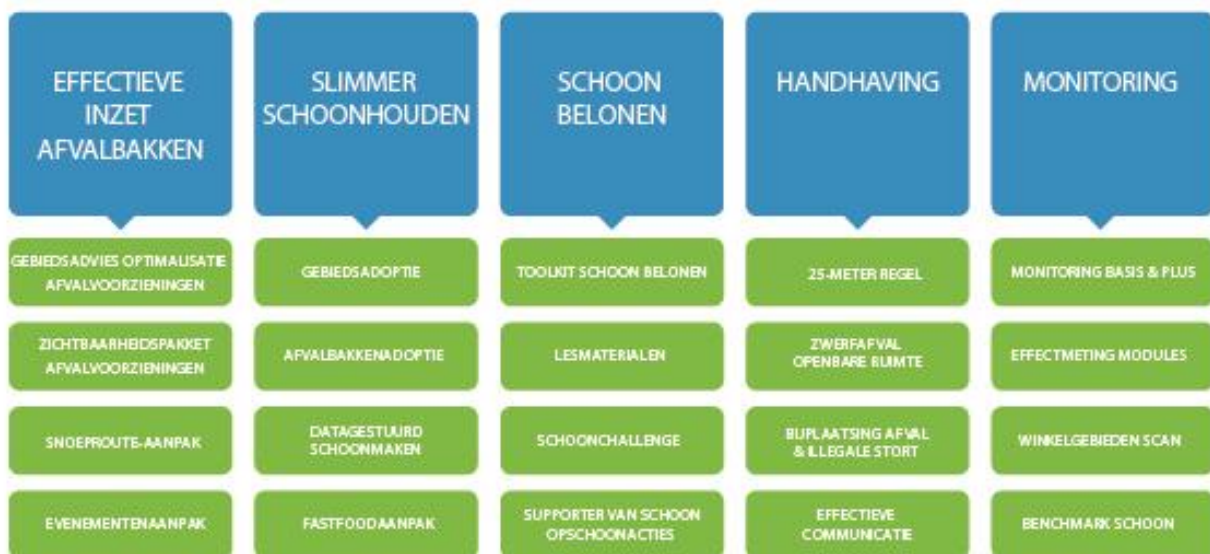 EFFECTIEVE
INZET
AFVALBAKKEN
SLIMMER
SCHOONHOUDEN
SCHOON
BELONEN
HANDHAVING
MONITORING
GEBIEDSADVIES OPTIMALISATIE
AFVALVOORZIENINGEN
GEBIEDSADOPTIE
TOOLKIT SCHOON BELONEN
25-METER REGEL
MONITORING BASIS & PLUS
ZICHTBAARHEIDSPAKKET
AFVALVOORZIENINGEN
AFVALBAKKENADOPTIE
LESMATERIALEN
ZWERFAFVAL
OPENBARE RUIMTE
EFFECTMETING MODULES
SNOEPROUTE-AANPAK
DATAGESTUURD
SCHOONMAKEN
SCHOONCHALLENGE
BIJPLAATSING AFVAL
& ILLEGALE STORT
WINKELGEBIEDEN SCAN
EVENEMENTENAANPAK
FASTFOODAANPAK
SUPPORTER VAN SCHOON
OPSCHOONACTIES
EFFECTIEVE
COMMUNICATIE
BENCHMARK SCHOON